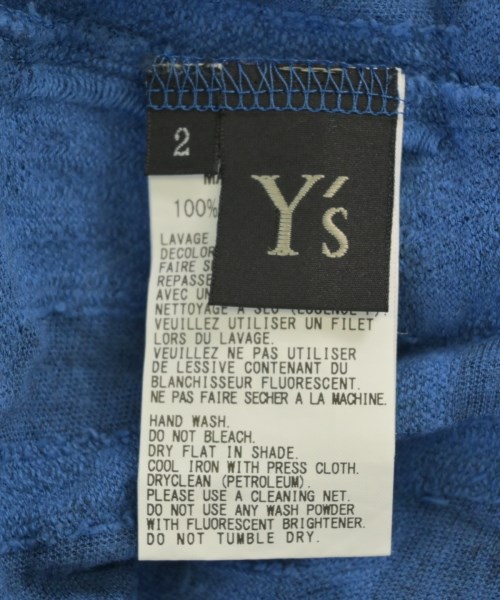 2
Y's
100%
LAVAGE
FAIRE
AVEC UN
NETTOYAGE A SEC (ESSENCE F).
VEUILLEZ UTILISER UN FILET
LORS DU LAVAGE.
VEUILLEZ NE PAS UTILISER
DE LESSIVE CONTENANT DU
BLANCHISSEUR FLUORESCENT.
NE PAS FAIRE SECHER A LA MACHINE.
HAND WASH.
DO NOT BLEACH.
DRY FLAT IN SHADE.
COOL IRON WITH PRESS CLOTH.
DRYCLEAN (PETROLEUM).
PLEASE USE A CLEANING NET.
DO NOT USE ANY WASH POWDER
WITH FLUORESCENT BRIGHTENER.
DO NOT TUMBLE DRY.